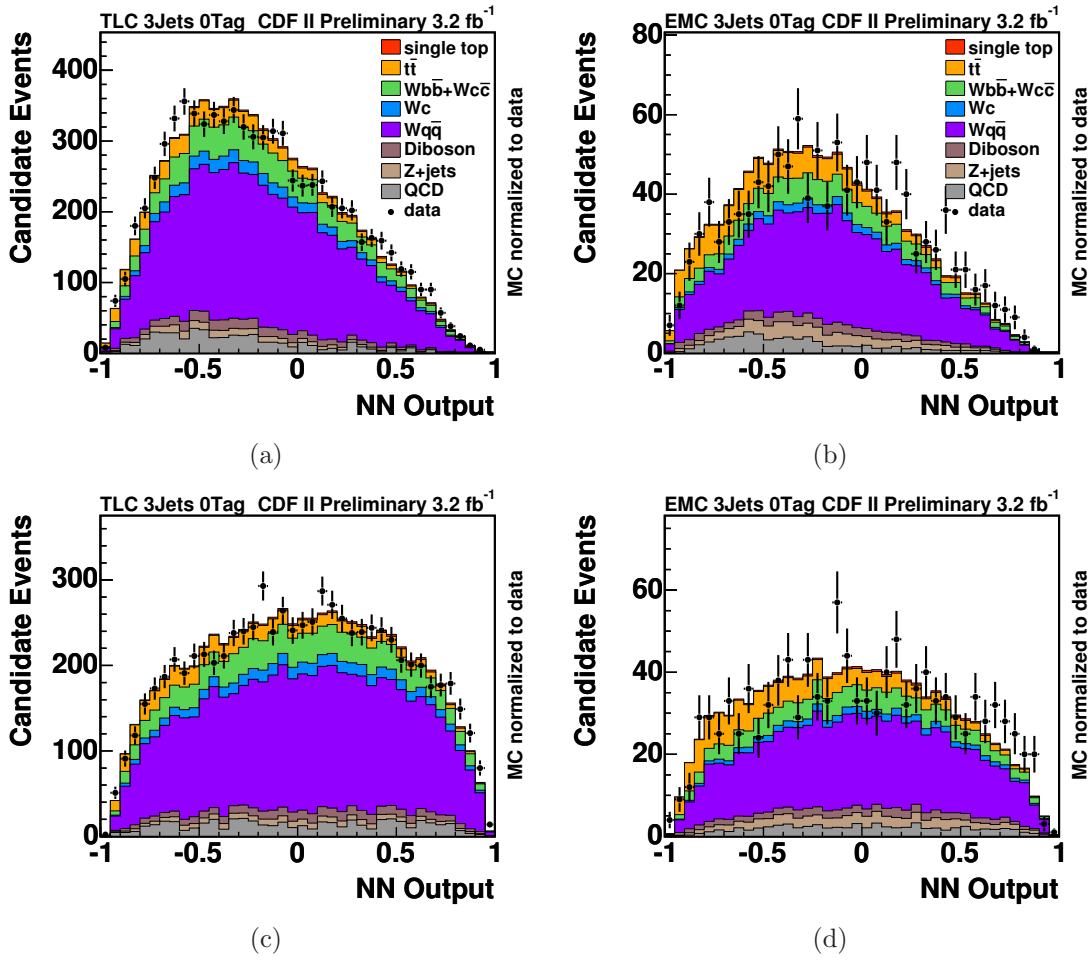 TLC 3Jets 0Tag CDF II Preliminary 3.2 fb⁻¹
Candidate Events
400
300
200
100
0
-1 -0.5 0 0.5 1
NN Output
MC normalized to data
single top
tt̄
Wbb̄+Wcc̄
Wc
Wqq̄
Diboson
Z+jets
QCD
data
(a)
EMC 3Jets 0Tag CDF II Preliminary 3.2 fb⁻¹
Candidate Events
80
60
40
20
0
-1 -0.5 0 0.5 1
NN Output
MC normalized to data
single top
tt̄
Wbb̄+Wcc̄
Wc
Wqq̄
Diboson
Z+jets
QCD
data
(b)
TLC 3Jets 0Tag CDF II Preliminary 3.2 fb⁻¹
Candidate Events
300
200
100
0
-1 -0.5 0 0.5 1
NN Output
MC normalized to data
(c)
EMC 3Jets 0Tag CDF II Preliminary 3.2 fb⁻¹
Candidate Events
60
40
20
0
-1 -0.5 0 0.5 1
NN Output
MC normalized to data
(d)